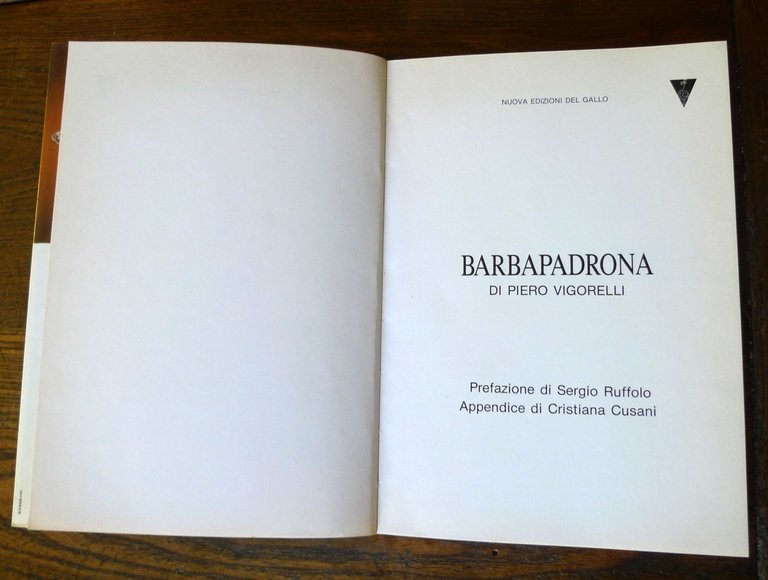 NUOVA EDIZIONI DEL GALLO
BARBAPADRONA
DI PIERO VIGORELLI
Prefazione di Sergio Ruffolo
Appendice di Cristiana Cusani